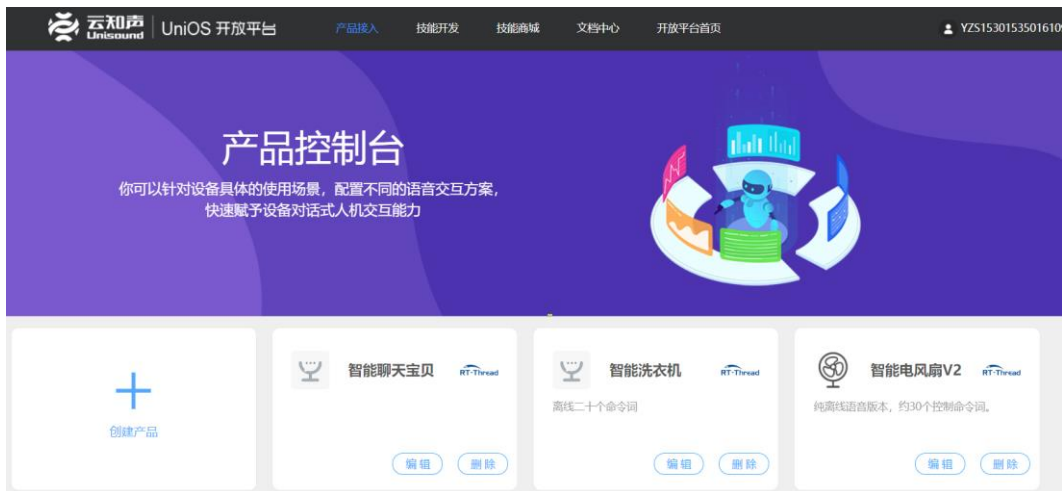 云知声 Unisound UniOS 开放平台 产品接入 技能开发 技能商城 文档中心 开放平台首页 YZS1530153501610
产品控制台
你可以针对设备具体的使用场景，配置不同的语音交互方案，
快速赋予设备对话式人机交互能力
智能聊天宝贝 RT-Thread
智能洗衣机 RT-Thread
智能电风扇V2 RT-Thread
离线二十个命令词
纯离线语音版本，约30个控制命令词。
创建产品
编辑 删除
编辑 删除
编辑 删除